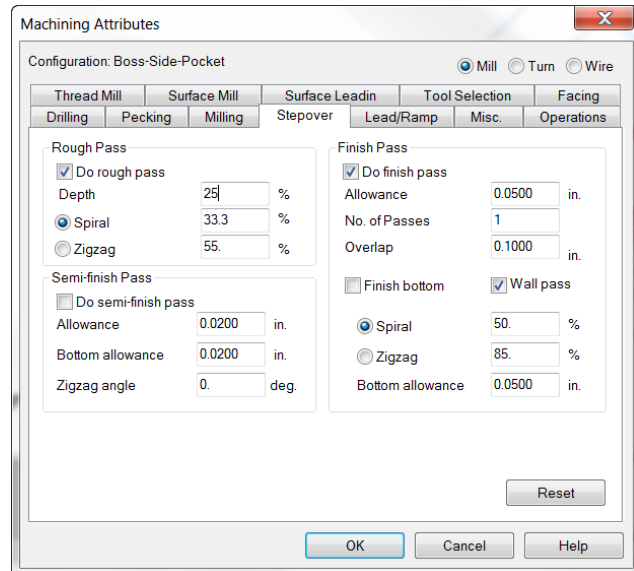 Machining Attributes
X
Configuration: Boss-Side-Pocket
Mill Turn Wire
Thread Mill Surface Mill Surface Leadin Tool Selection Facing
Drilling Pecking Milling Stepover Lead/Ramp Misc. Operations
Rough Pass
Do rough pass
Depth 25 %
Spiral 33.3 %
Zigzag 55. %
Semi-finish Pass
Do semi-finish pass
Allowance 0.0200 in.
Bottom allowance 0.0200 in.
Zigzag angle 0. deg.
Finish Pass
Do finish pass
Allowance 0.0500 in.
No. of Passes 1
Overlap 0.1000 in.
Finish bottom Wall pass
Spiral 50. %
Zigzag 85. %
Bottom allowance 0.0500 in.
Reset
OK Cancel Help